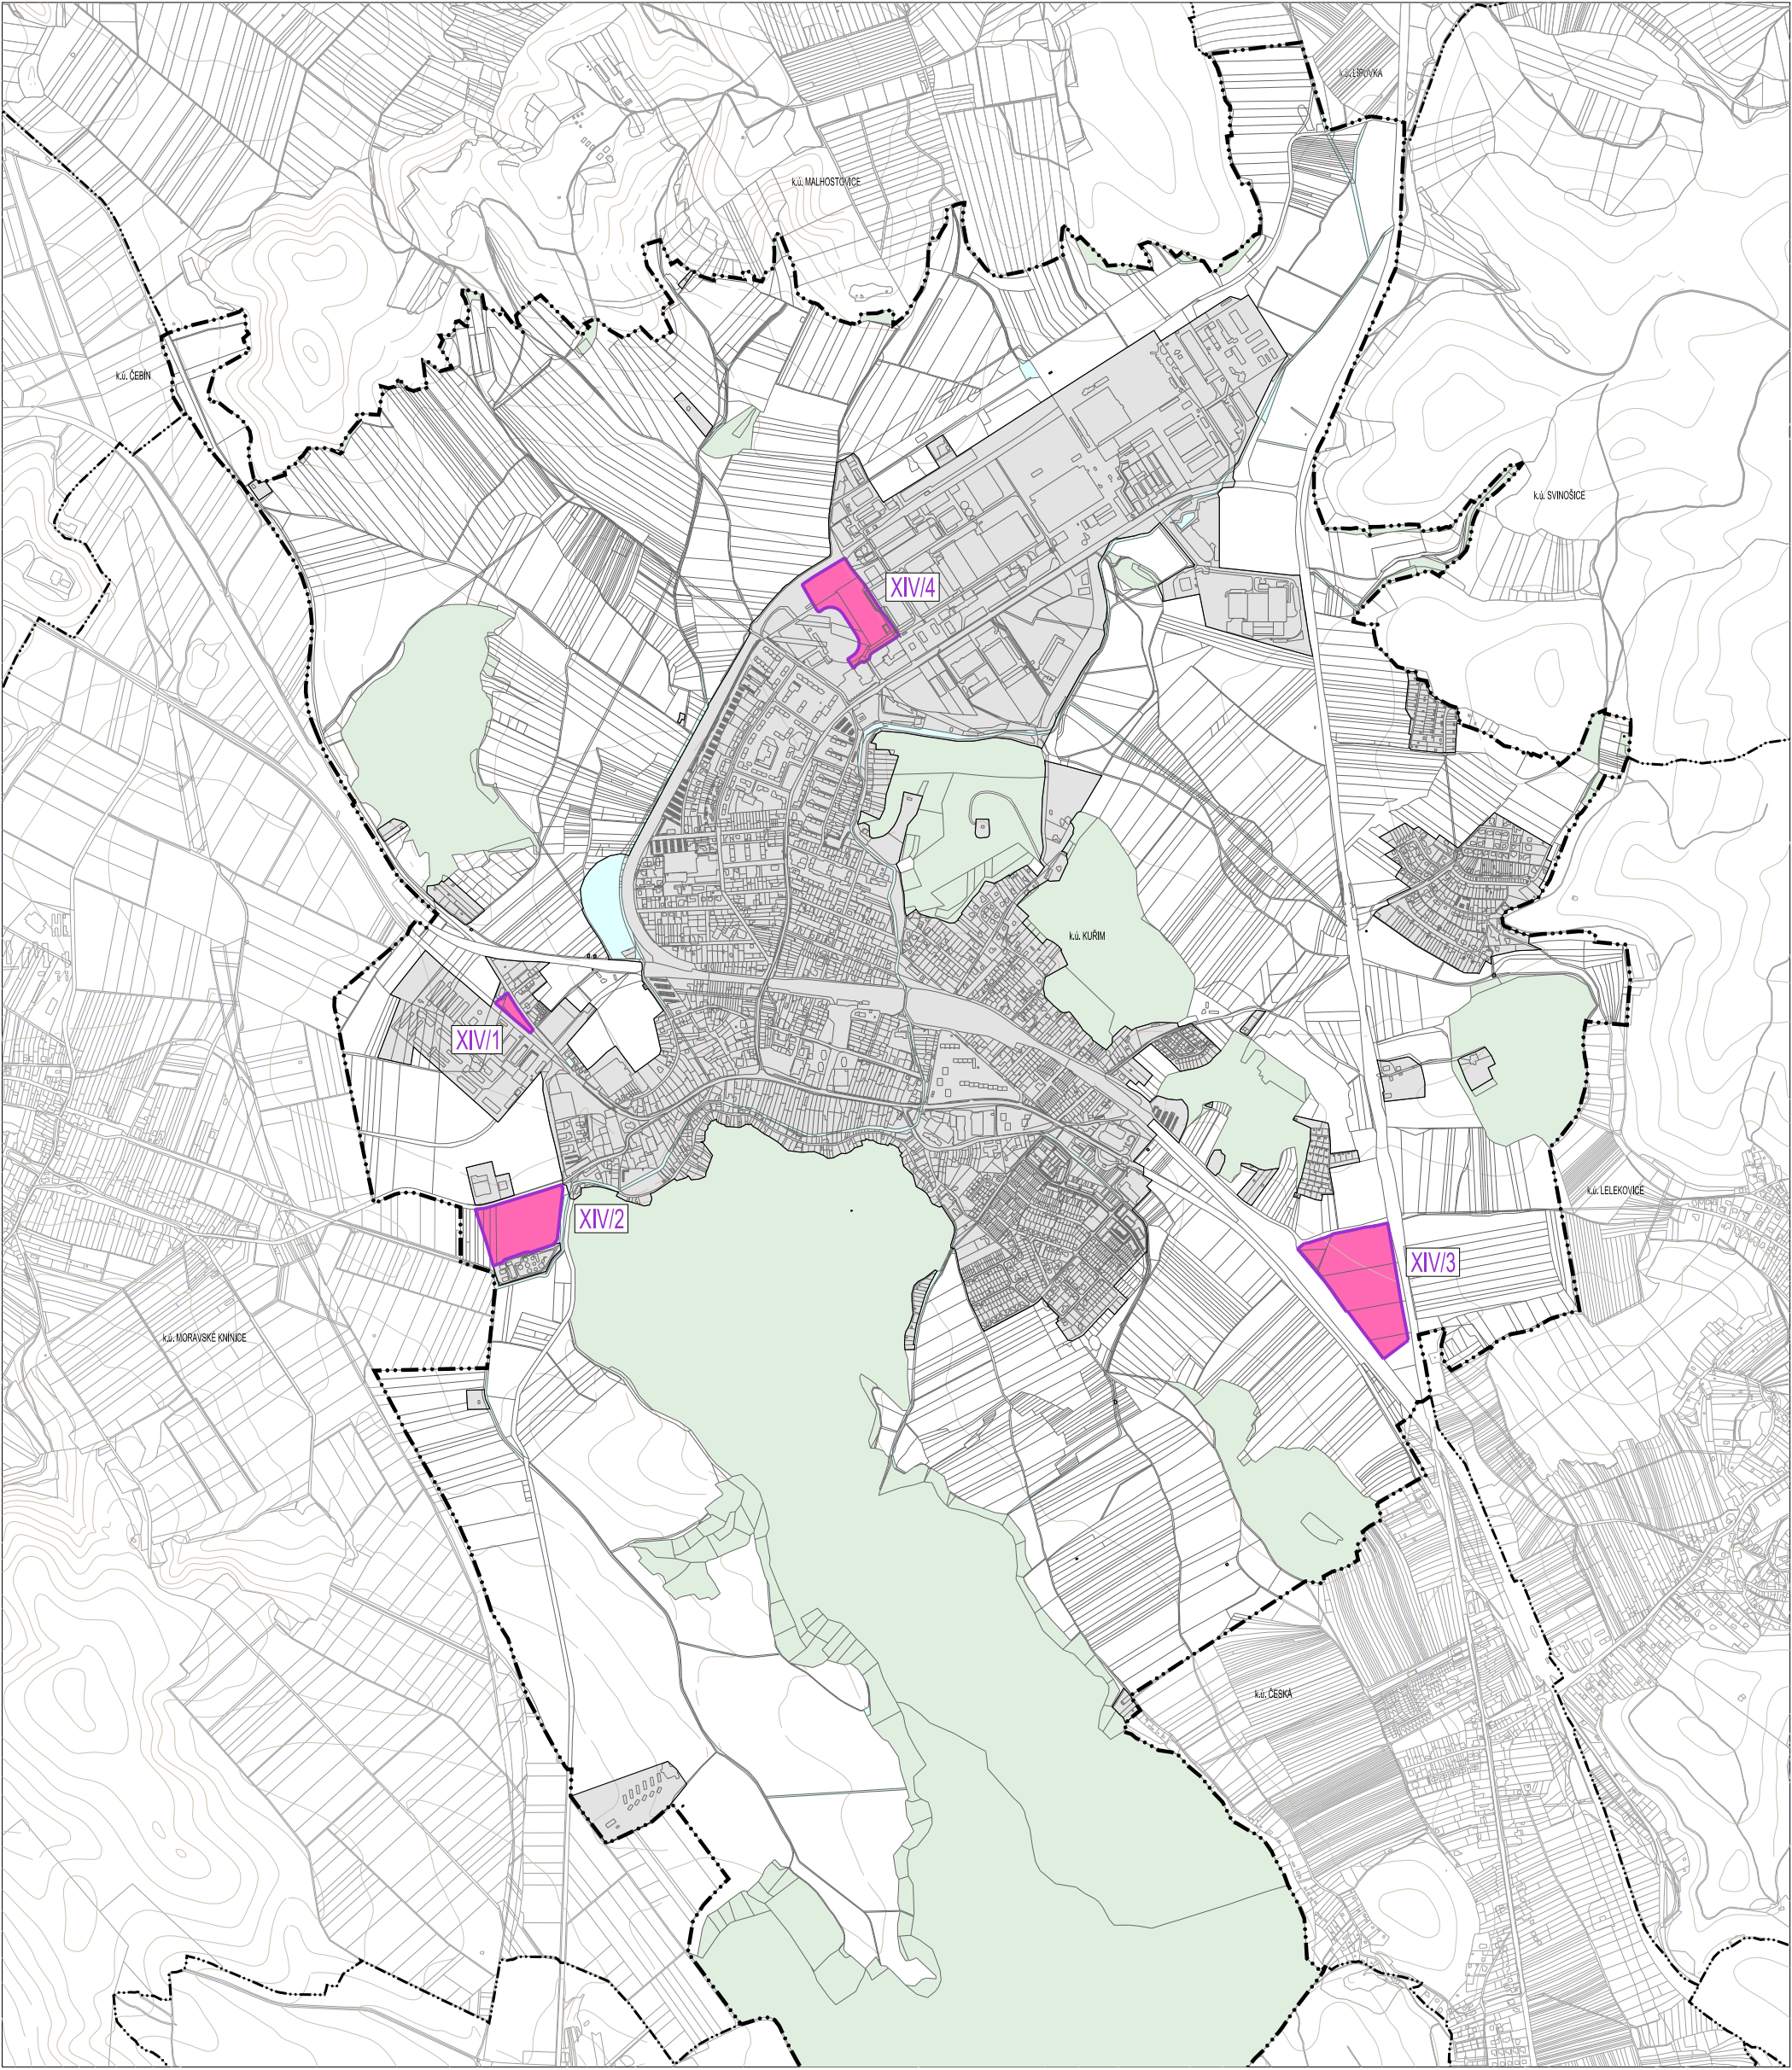 k.ú. LIPŮVKA
k.ú. MALHOSTOVICE
k.ú. ČEBÍN
k.ú. SVINOŠICE
XIV/4
k.ú. KUŘIM
XIV/1
k.ú. LELEKOVICE
XIV/2
XIV/3
k.ú. MORAVSKÉ KNÍNICE
k.ú. ČESKÁ